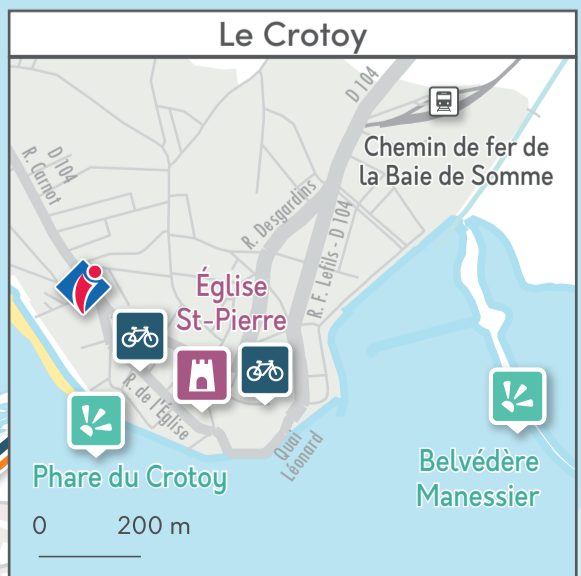 Le Crotoy
D 104
Chemin de fer de
la Baie de Somme
D 104
R. Carnot
R. Desgardins
R. F. Lefils - D 104
Église
St-Pierre
R. de l'Église
Quai
Léonard
Phare du Crotoy
Belvédère
Manessier
0 200 m